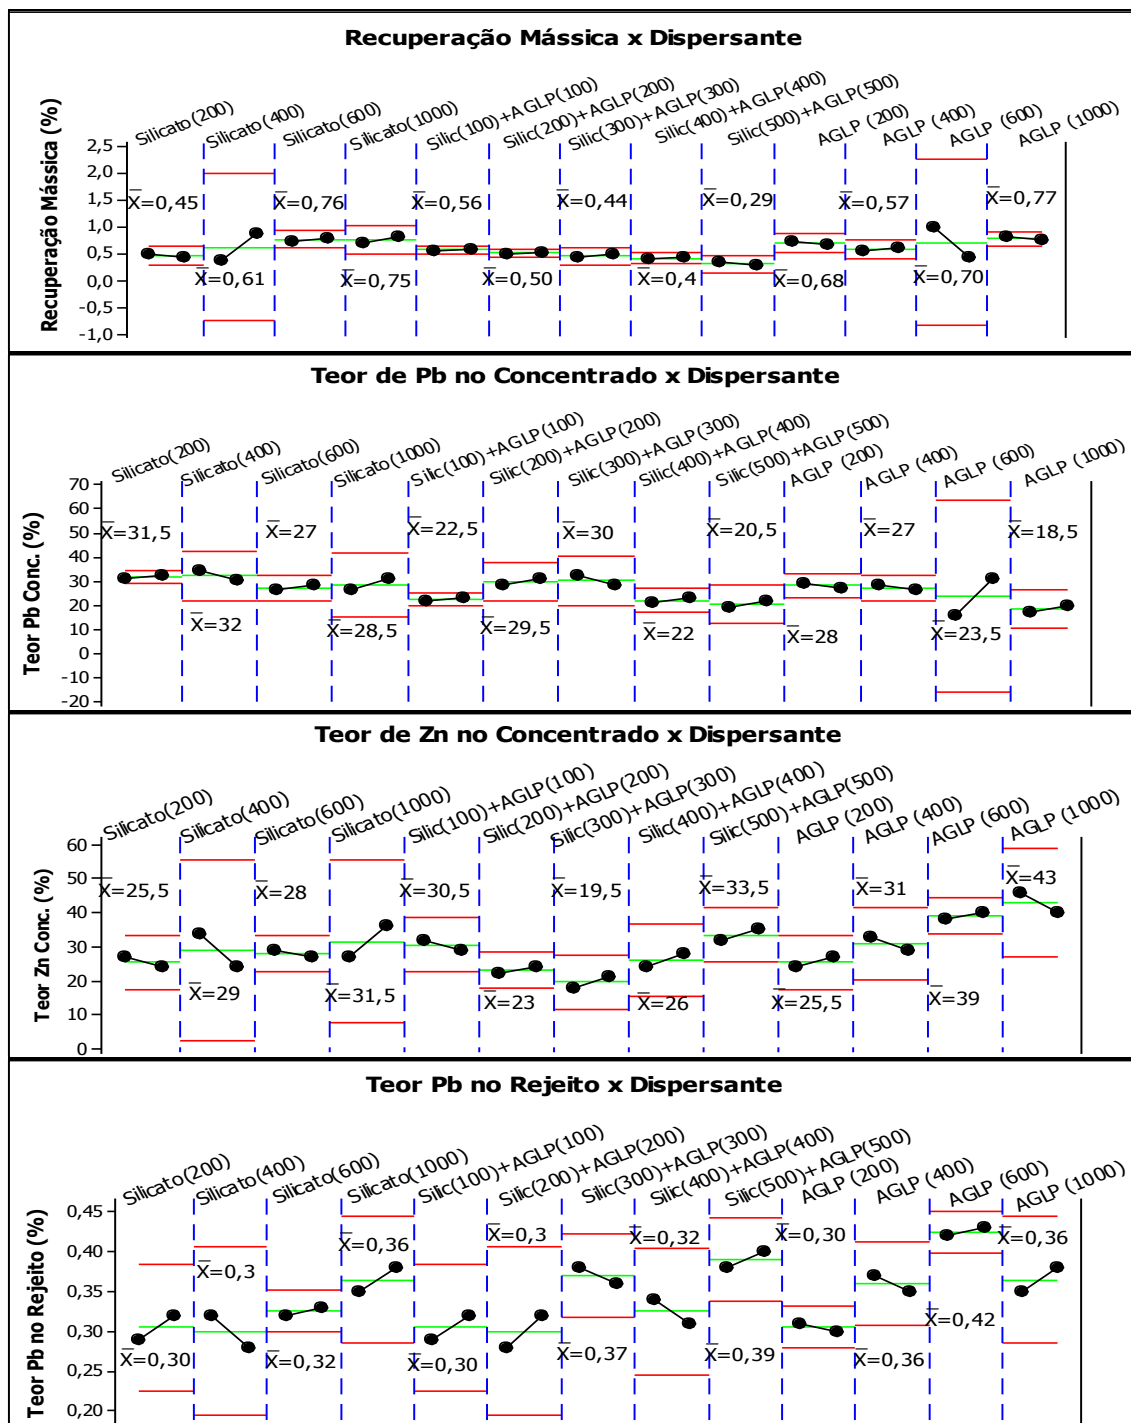 Recuperação Mássica x Dispersante
Silicato(200)
Silicato(400)
Silicato(600)
Silicato(1000)
Silic(100)+AGLP(100)
Silic(200)+AGLP(200)
Silic(300)+AGLP(300)
Silic(400)+AGLP(400)
Silic(500)+AGLP(500)
AGLP (200)
AGLP (400)
AGLP (600)
AGLP (1000)
Recuperação Mássica (%)
2,5
2,0
1,5
1,0
0,5
0,0
-0,5
-1,0
X̅=0,45
X̅=0,61
X̅=0,76
X̅=0,75
X̅=0,56
X̅=0,50
X̅=0,44
X̅=0,4
X̅=0,29
X̅=0,68
X̅=0,57
X̅=0,70
X̅=0,77
Teor de Pb no Concentrado x Dispersante
Silicato(200)
Silicato(400)
Silicato(600)
Silicato(1000)
Silic(100)+AGLP(100)
Silic(200)+AGLP(200)
Silic(300)+AGLP(300)
Silic(400)+AGLP(400)
Silic(500)+AGLP(500)
AGLP (200)
AGLP (400)
AGLP (600)
AGLP (1000)
Teor Pb Conc. (%)
70
60
50
40
30
20
10
0
-10
-20
X̅=31,5
X̅=32
X̅=27
X̅=28,5
X̅=22,5
X̅=29,5
X̅=30
X̅=22
X̅=20,5
X̅=28
X̅=27
X̅=23,5
X̅=18,5
Teor de Zn no Concentrado x Dispersante
Silicato(200)
Silicato(400)
Silicato(600)
Silicato(1000)
Silic(100)+AGLP(100)
Silic(200)+AGLP(200)
Silic(300)+AGLP(300)
Silic(400)+AGLP(400)
Silic(500)+AGLP(500)
AGLP (200)
AGLP (400)
AGLP (600)
AGLP (1000)
Teor Zn Conc. (%)
60
50
40
30
20
10
0
X̅=25,5
X̅=29
X̅=28
X̅=31,5
X̅=30,5
X̅=23
X̅=19,5
X̅=26
X̅=33,5
X̅=25,5
X̅=31
X̅=39
X̅=43
Teor Pb no Rejeito x Dispersante
Silicato(200)
Silicato(400)
Silicato(600)
Silicato(1000)
Silic(100)+AGLP(100)
Silic(200)+AGLP(200)
Silic(300)+AGLP(300)
Silic(400)+AGLP(400)
Silic(500)+AGLP(500)
AGLP (200)
AGLP (400)
AGLP (600)
AGLP (1000)
Teor Pb no Rejeito (%)
0,45
0,40
0,35
0,30
0,25
0,20
X̅=0,30
X̅=0,3
X̅=0,32
X̅=0,36
X̅=0,30
X̅=0,3
X̅=0,37
X̅=0,32
X̅=0,39
X̅=0,30
X̅=0,36
X̅=0,42
X̅=0,36